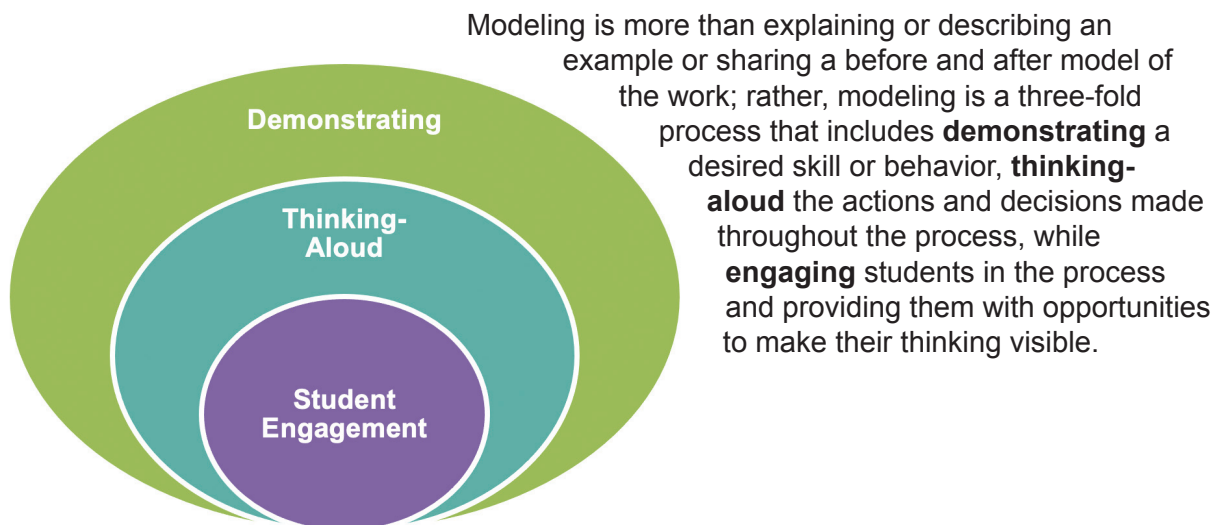 Modeling is more than explaining or describing an
example or sharing a before and after model of
the work; rather, modeling is a three-fold
process that includes demonstrating a
desired skill or behavior, thinking-
aloud the actions and decisions made
throughout the process, while
engaging students in the process
and providing them with opportunities
to make their thinking visible.
Demonstrating
Thinking-
Aloud
Student
Engagement